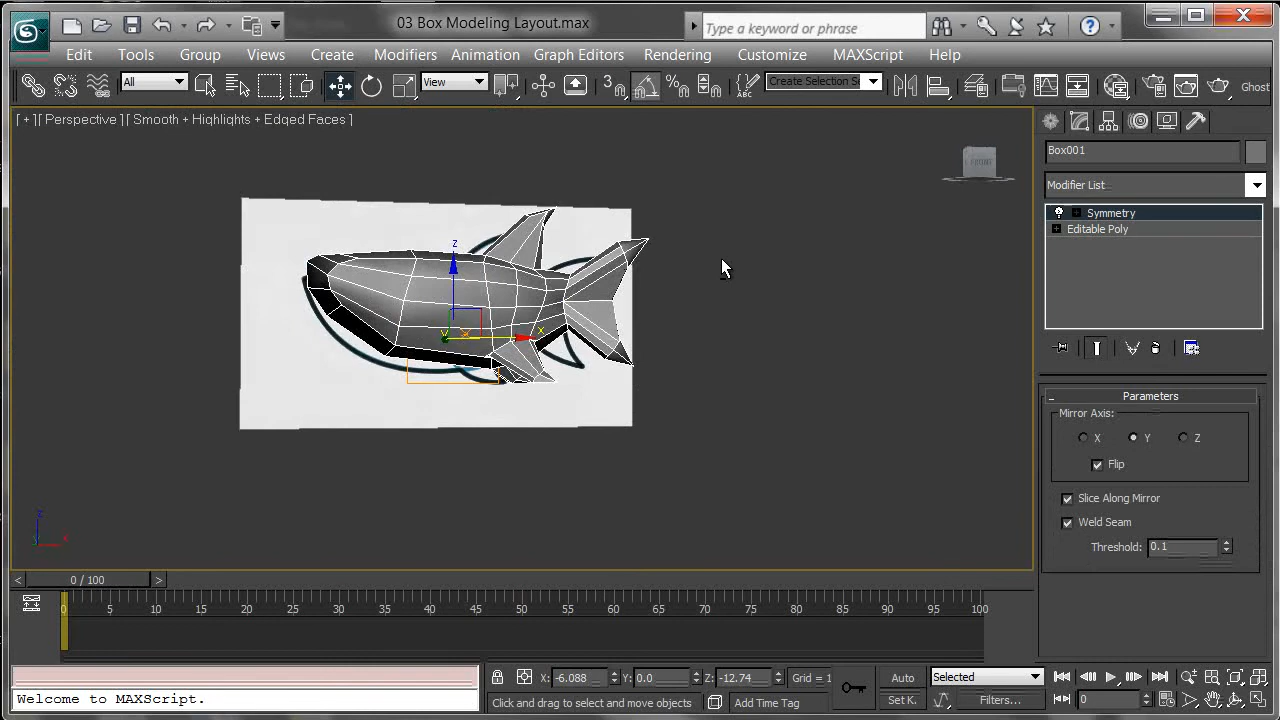 03 Box Modeling Layout.max
Type a keyword or phrase
Edit Tools Group Views Create Modifiers Animation Graph Editors Rendering Customize MAXScript Help
All View 3 % ABC Create Selection Se Ghost
[ + ][ Perspective ][ Smooth + Highlights + Edged Faces ]
FRONT
Box001
Modifier List
Symmetry
Editable Poly
z
x
y
Parameters
Mirror Axis:
X Y Z
Flip
Slice Along Mirror
Weld Seam
Threshold: 0.1
z
x
< 0 / 100 >
0 5 10 15 20 25 30 35 40 45 50 55 60 65 70 75 80 85 90 95 100
X: -6.088 Y: 0.0 Z: -12.74 Grid = 1 Auto Selected
Welcome to MAXScript. Click and drag to select and move objects Add Time Tag Set K. Filters... 0